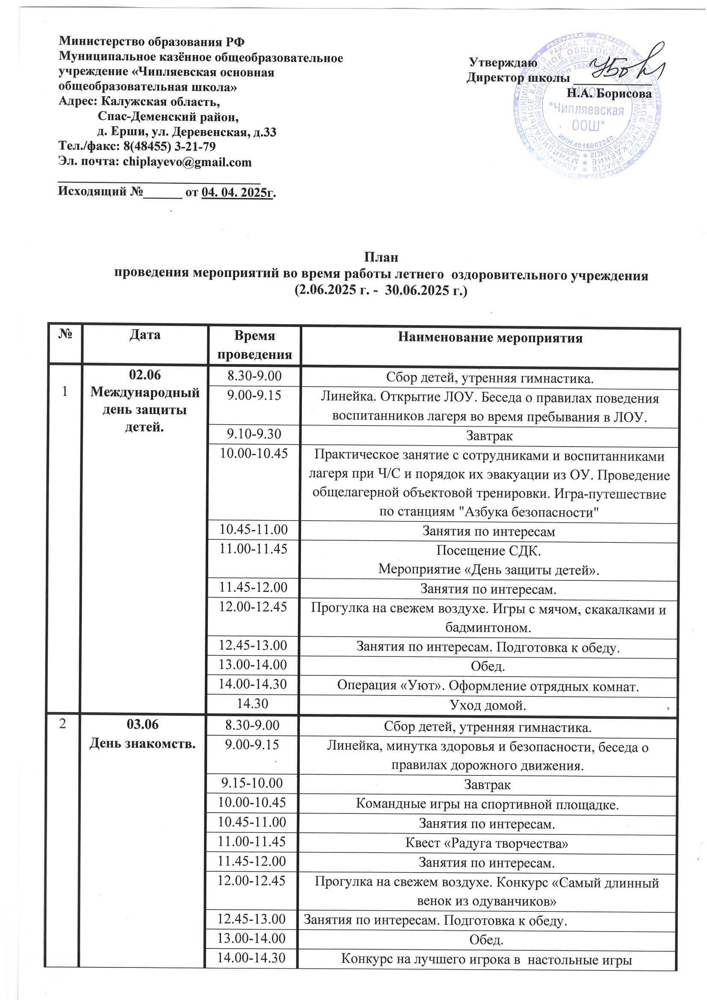 Министерство образования РФ
Муниципальное казённое общеобразовательное
учреждение «Чипляевская основная
общеобразовательная школа»
Адрес: Калужская область,
Спас-Деменский район,
д. Ерши, ул. Деревенская, д.33
Тел./факс: 8(48455) 3-21-79
Эл. почта: chiplayevo@gmail.com
Исходящий №______ от 04. 04. 2025г.
Утверждаю
Директор школы ____________
Н.А. Борисова
МКОУ
"Чипляевская
ООШ"
ИНН 4016002240
План
проведения мероприятий во время работы летнего оздоровительного учреждения
(2.06.2025 г. - 30.06.2025 г.)
№ Дата Время Наименование мероприятия
проведения
1 02.06 8.30-9.00 Сбор детей, утренняя гимнастика.
Международный 9.00-9.15 Линейка. Открытие ЛОУ. Беседа о правилах поведения
день защиты воспитанников лагеря во время пребывания в ЛОУ.
детей. 9.10-9.30 Завтрак
10.00-10.45 Практическое занятие с сотрудниками и воспитанниками
лагеря при Ч/С и порядок их эвакуации из ОУ. Проведение
общелагерной объектовой тренировки. Игра-путешествие
по станциям "Азбука безопасности"
10.45-11.00 Занятия по интересам
11.00-11.45 Посещение СДК.
Мероприятие «День защиты детей».
11.45-12.00 Занятия по интересам.
12.00-12.45 Прогулка на свежем воздухе. Игры с мячом, скакалками и
бадминтоном.
12.45-13.00 Занятия по интересам. Подготовка к обеду.
13.00-14.00 Обед.
14.00-14.30 Операция «Уют». Оформление отрядных комнат.
14.30 Уход домой.
2 03.06 8.30-9.00 Сбор детей, утренняя гимнастика.
День знакомств. 9.00-9.15 Линейка, минутка здоровья и безопасности, беседа о
правилах дорожного движения.
9.15-10.00 Завтрак
10.00-10.45 Командные игры на спортивной площадке.
10.45-11.00 Занятия по интересам.
11.00-11.45 Квест «Радуга творчества»
11.45-12.00 Занятия по интересам.
12.00-12.45 Прогулка на свежем воздухе. Конкурс «Самый длинный
венок из одуванчиков»
12.45-13.00 Занятия по интересам. Подготовка к обеду.
13.00-14.00 Обед.
14.00-14.30 Конкурс на лучшего игрока в настольные игры